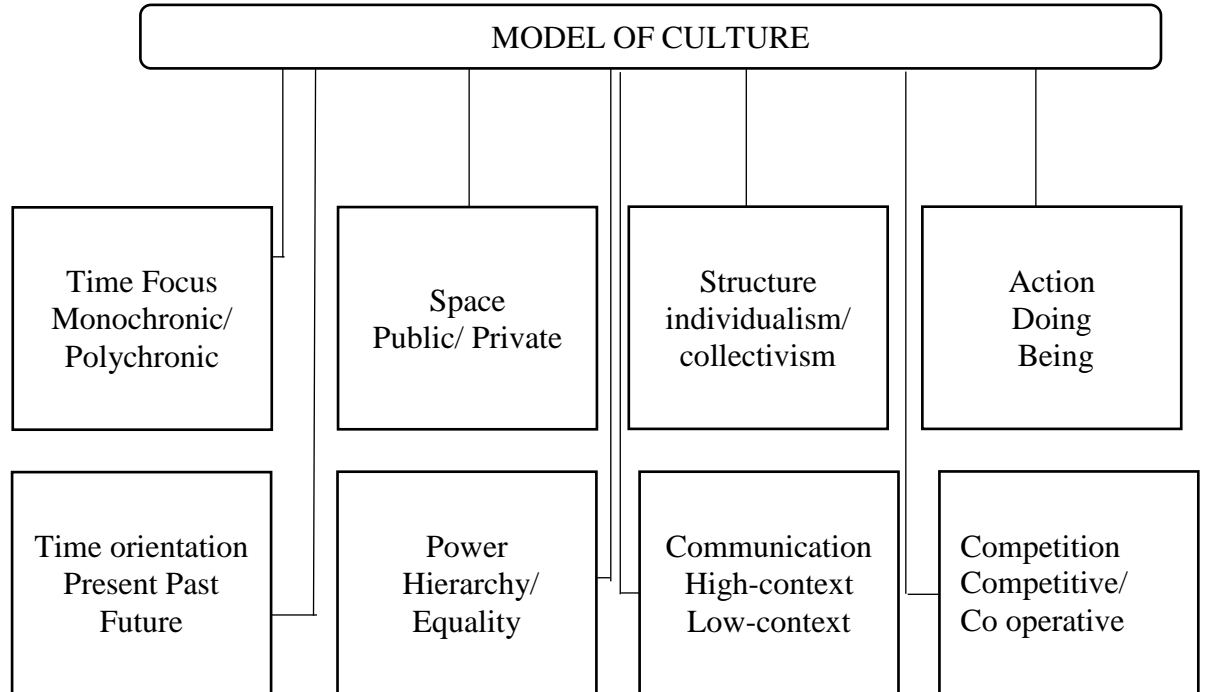 MODEL OF CULTURE
Time Focus
Monochronic/
Polychronic
Space
Public/ Private
Structure
individualism/
collectivism
Action
Doing
Being
Time orientation
Present Past
Future
Power
Hierarchy/
Equality
Communication
High-context
Low-context
Competition
Competitive/
Co operative